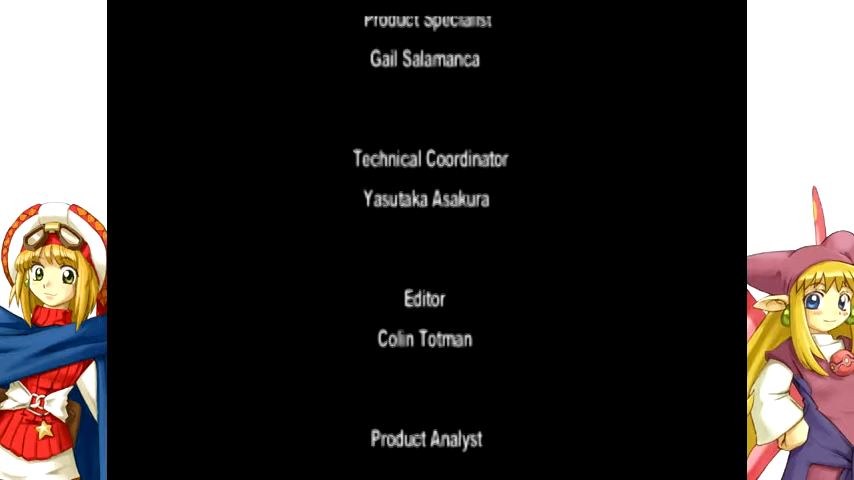 Product Specialist
Gail Salamanca
Technical Coordinator
Yasutaka Asakura
Editor
Colin Totman
Product Analyst